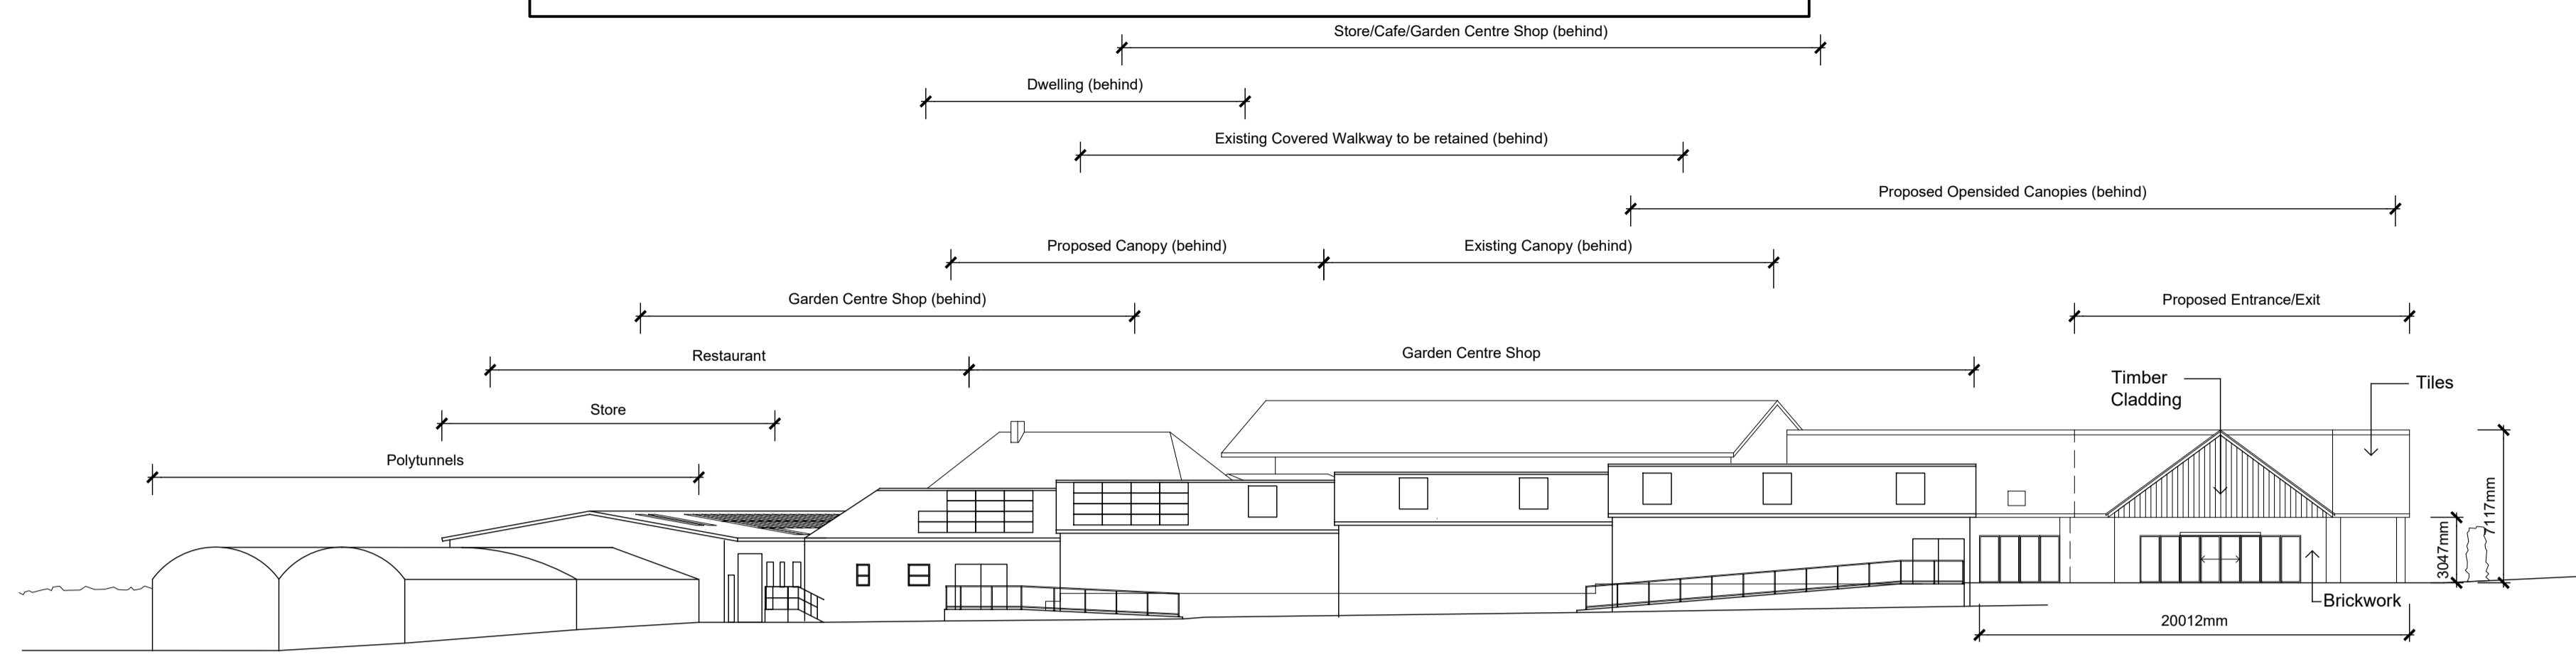 Store/Cafe/Garden Centre Shop (behind)
Dwelling (behind)
Existing Covered Walkway to be retained (behind)
Proposed Opensided Canopies (behind)
Proposed Canopy (behind)
Existing Canopy (behind)
Garden Centre Shop (behind)
Proposed Entrance/Exit
Restaurant
Garden Centre Shop
Timber
Cladding
Tiles
Store
Polytunnels
7117mm
3047mm
Brickwork
20012mm